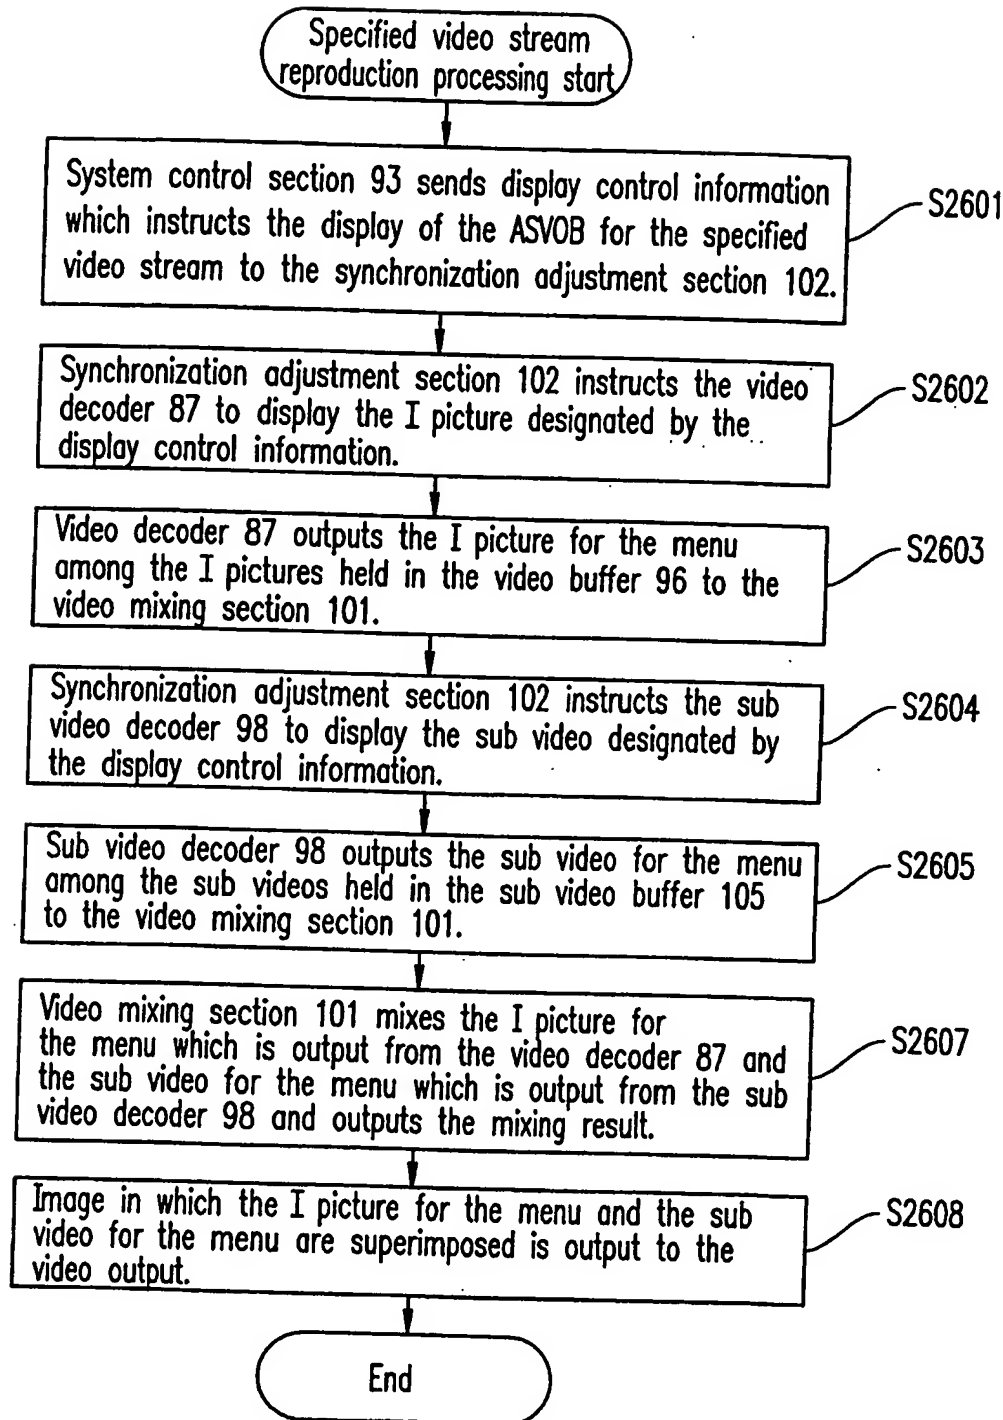 Specified video stream
reproduction processing start
System control section 93 sends display control information
which instructs the display of the ASVOB for the specified
video stream to the synchronization adjustment section 102.
S2601
Synchronization adjustment section 102 instructs the video
decoder 87 to display the I picture designated by the
display control information.
S2602
Video decoder 87 outputs the I picture for the menu
among the I pictures held in the video buffer 96 to the
video mixing section 101.
S2603
Synchronization adjustment section 102 instructs the sub
video decoder 98 to display the sub video designated by
the display control information.
S2604
Sub video decoder 98 outputs the sub video for the menu
among the sub videos held in the sub video buffer 105
to the video mixing section 101.
S2605
Video mixing section 101 mixes the I picture for
the menu which is output from the video decoder 87 and
the sub video for the menu which is output from the sub
video decoder 98 and outputs the mixing result.
S2607
Image in which the I picture for the menu and the sub
video for the menu are superimposed is output to the
video output.
S2608
End